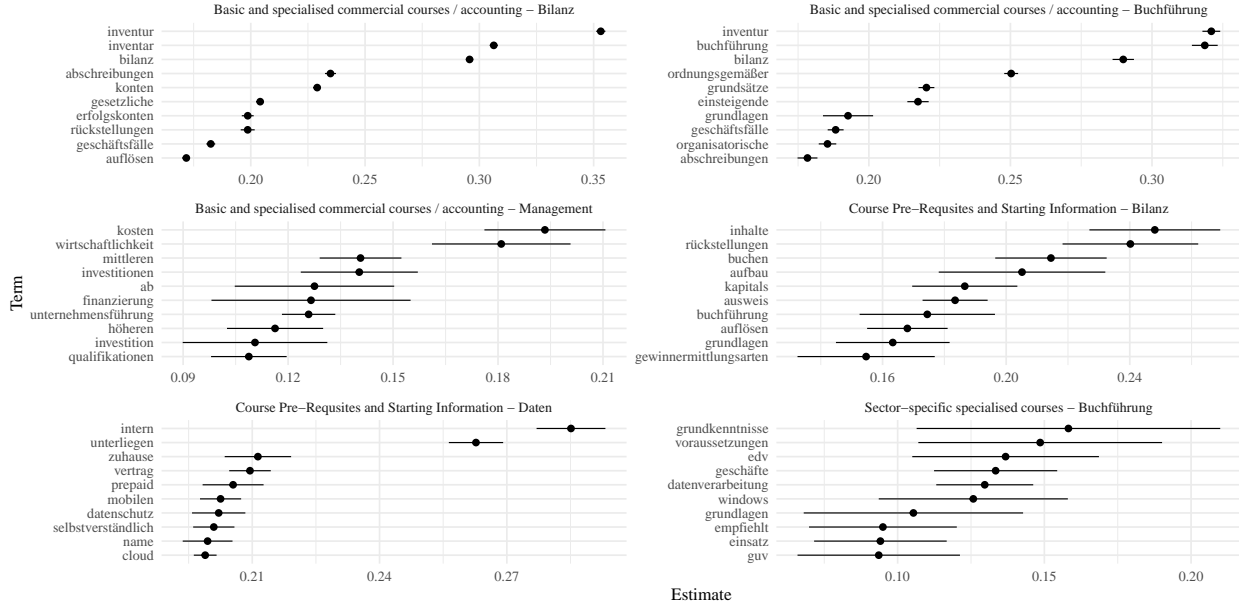 Basic and specialised commercial courses / accounting − Bilanz
inventur
inventar
bilanz
abschreibungen
konten
gesetzliche
erfolgskonten
rückstellungen
geschäftsfälle
auflösen
0.20 0.25 0.30 0.35
Basic and specialised commercial courses / accounting − Buchführung
inventur
buchführung
bilanz
ordnungsgemäßer
grundsätze
einsteigende
grundlagen
geschäftsfälle
organisatorische
abschreibungen
0.20 0.25 0.30
Basic and specialised commercial courses / accounting − Management
kosten
wirtschaftlichkeit
mittleren
investitionen
ab
finanzierung
unternehmensführung
höheren
investition
qualifikationen
0.09 0.12 0.15 0.18 0.21
Course Pre−Requsites and Starting Information − Bilanz
inhalte
rückstellungen
buchen
aufbau
kapitals
ausweis
buchführung
auflösen
grundlagen
gewinnermittlungsarten
0.16 0.20 0.24
Course Pre−Requsites and Starting Information − Daten
intern
unterliegen
zuhause
vertrag
prepaid
mobilen
datenschutz
selbstverständlich
name
cloud
0.21 0.24 0.27
Sector−specific specialised courses − Buchführung
grundkenntnisse
voraussetzungen
edv
geschäfte
datenverarbeitung
windows
grundlagen
empfiehlt
einsatz
guv
0.10 0.15 0.20
Term
Estimate